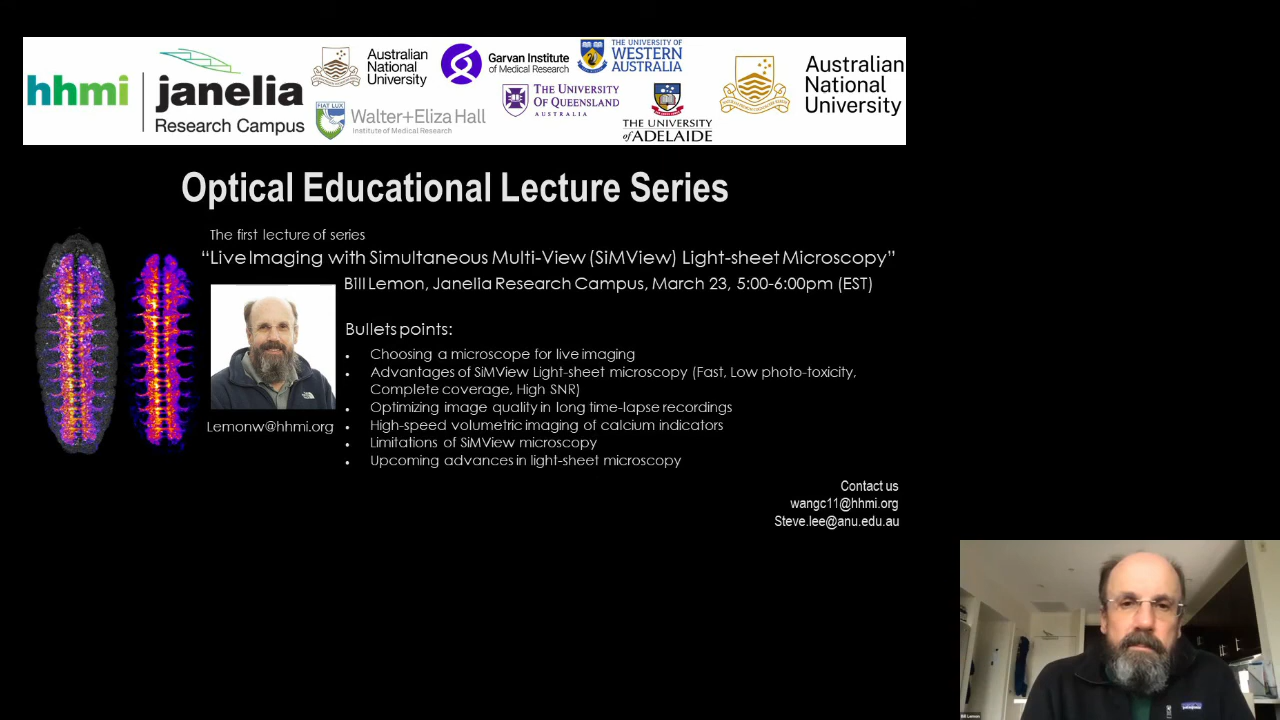 hhmi
janelia
Research Campus
Australian
National
University
FIAT LUX
Walter+Eliza Hall
Institute of Medical Research
Garvan Institute
of Medical Research
THE UNIVERSITY
OF QUEENSLAND
AUSTRALIA
THE UNIVERSITY OF
WESTERN
AUSTRALIA
THE UNIVERSITY
of ADELAIDE
Australian
National
University
Optical Educational Lecture Series
The first lecture of series
“Live Imaging with Simultaneous Multi-View (SiMView) Light-sheet Microscopy”
Bill Lemon, Janelia Research Campus, March 23, 5:00-6:00pm (EST)
Bullets points:
• Choosing a microscope for live imaging
• Advantages of SiMView Light-sheet microscopy (Fast, Low photo-toxicity,
Complete coverage, High SNR)
• Optimizing image quality in long time-lapse recordings
• High-speed volumetric imaging of calcium indicators
• Limitations of SiMView microscopy
• Upcoming advances in light-sheet microscopy
Lemonw@hhmi.org
Contact us
wangc11@hhmi.org
Steve.lee@anu.edu.au
Bill Lemon